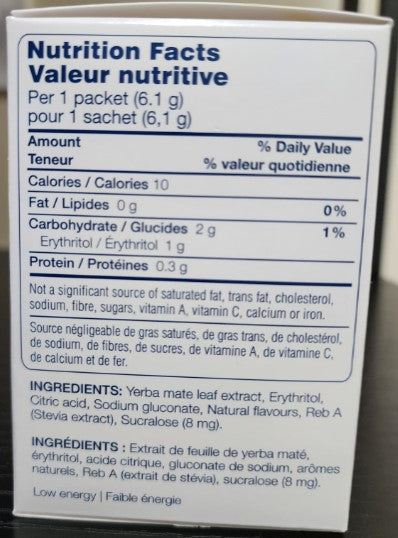 Nutrition Facts
Valeur nutritive
Per 1 packet (6.1 g)
pour 1 sachet (6,1 g)
Amount % Daily Value
Teneur % valeur quotidienne
Calories / Calories 10
Fat / Lipides 0 g 0%
Carbohydrate / Glucides 2 g 1%
Erythritol / Érythritol 1 g
Protein / Protéines 0.3 g
Not a significant source of saturated fat, trans fat, cholesterol,
sodium, fibre, sugars, vitamin A, vitamin C, calcium or iron.
Source négligeable de gras saturés, de gras trans, de cholestérol,
de sodium, de fibres, de sucres, de vitamine A, de vitamine C,
de calcium et de fer.
INGREDIENTS: Yerba mate leaf extract, Erythritol,
Citric acid, Sodium gluconate, Natural flavours, Reb A
(Stevia extract), Sucralose (8 mg).
INGRÉDIENTS : Extrait de feuille de yerba maté,
érythritol, acide citrique, gluconate de sodium, arômes
naturels, Reb A (extrait de stévia), sucralose (8 mg).
Low energy | Faible énergie